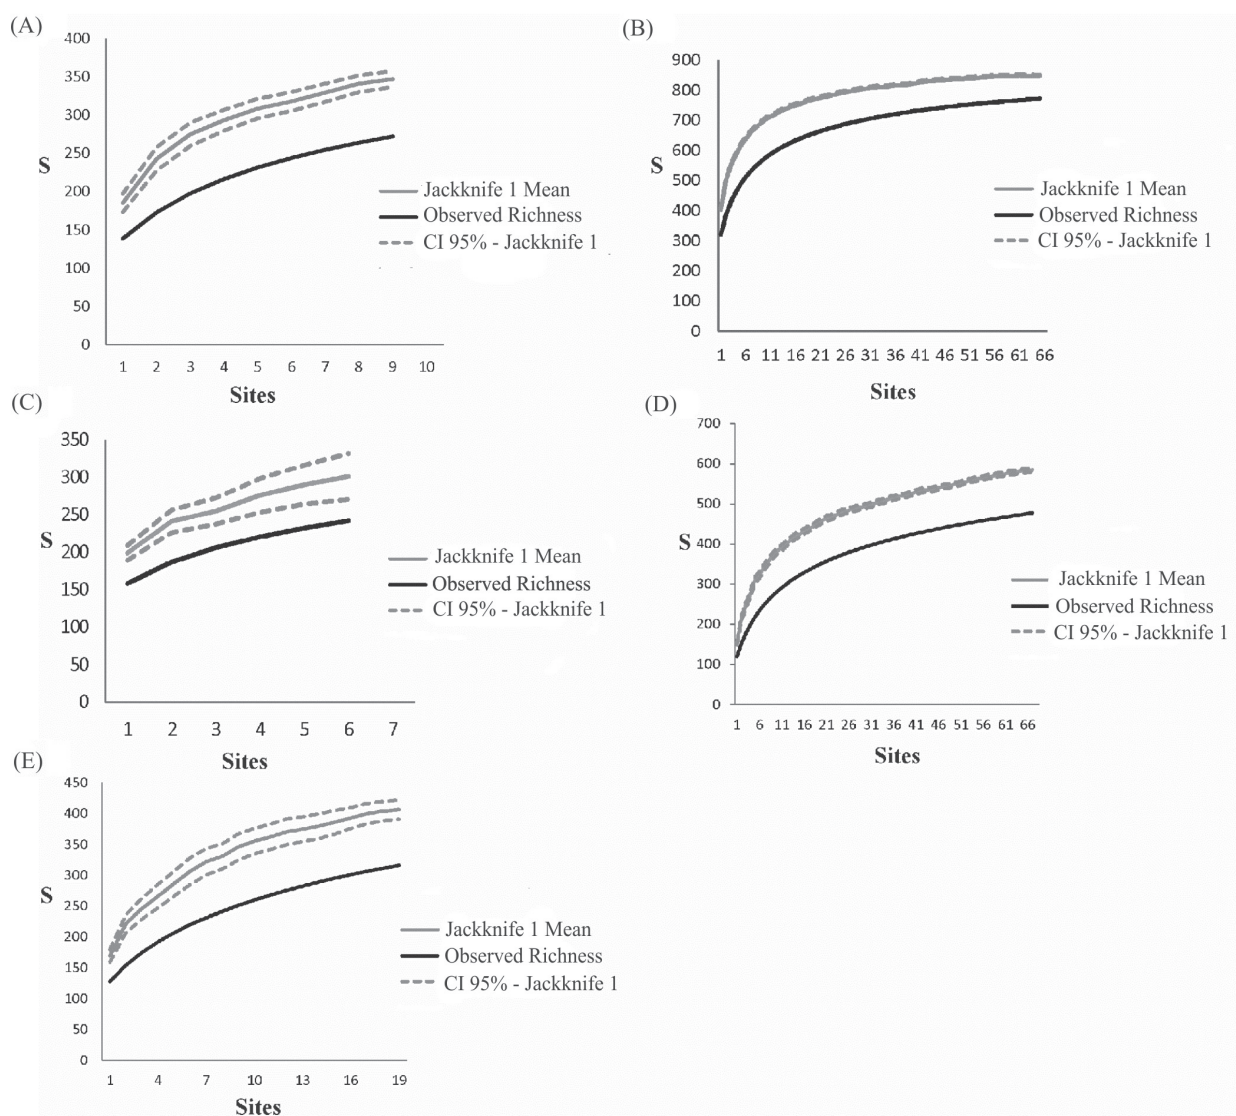 (A)
400
350
300
250
S
200
150
100
50
0
1 2 3 4 5 6 7 8 9 10
Sites
Jackknife 1 Mean
Observed Richness
CI 95% - Jackknife 1
(B)
900
800
700
600
S
500
400
300
200
100
0
1 6 11 16 21 26 31 36 41 46 51 56 61 66
Sites
Jackknife 1 Mean
Observed Richness
CI 95% - Jackknife 1
(C)
350
300
250
S
200
150
100
50
0
1 2 3 4 5 6 7
Sites
Jackknife 1 Mean
Observed Richness
CI 95% - Jackknife 1
(D)
700
600
500
S
400
300
200
100
0
1 6 11 16 21 26 31 36 41 46 51 56 61 66
Sites
Jackknife 1 Mean
Observed Richness
CI 95% - Jackknife 1
(E)
450
400
350
300
S
250
200
150
100
50
0
1 4 7 10 13 16 19
Sites
Jackknife 1 Mean
Observed Richness
CI 95% - Jackknife 1